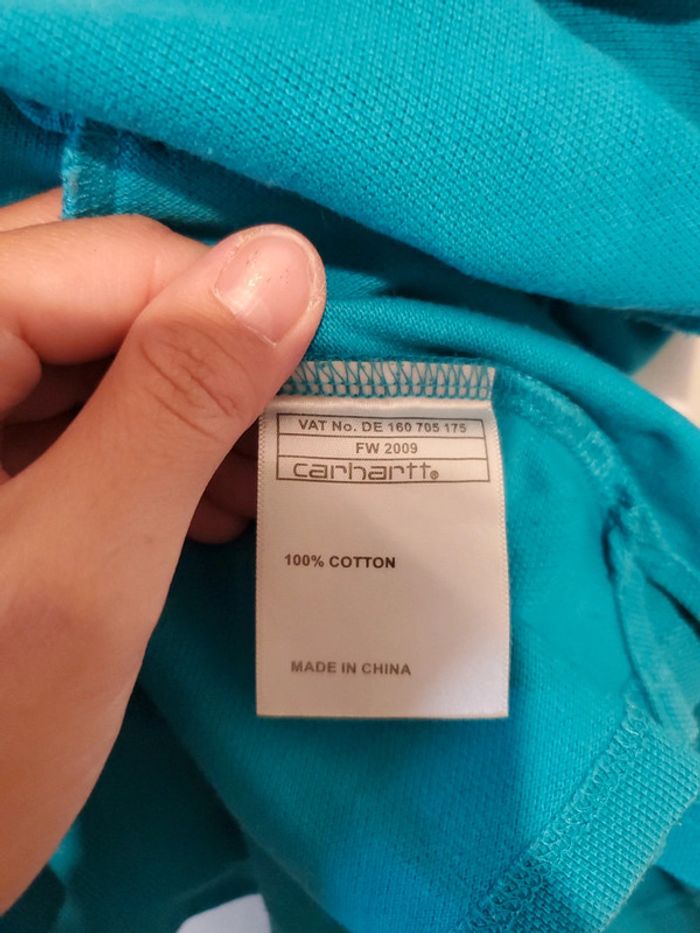 VAT No. DE 160 705 175
FW 2009
carhartt®
100% COTTON
MADE IN CHINA